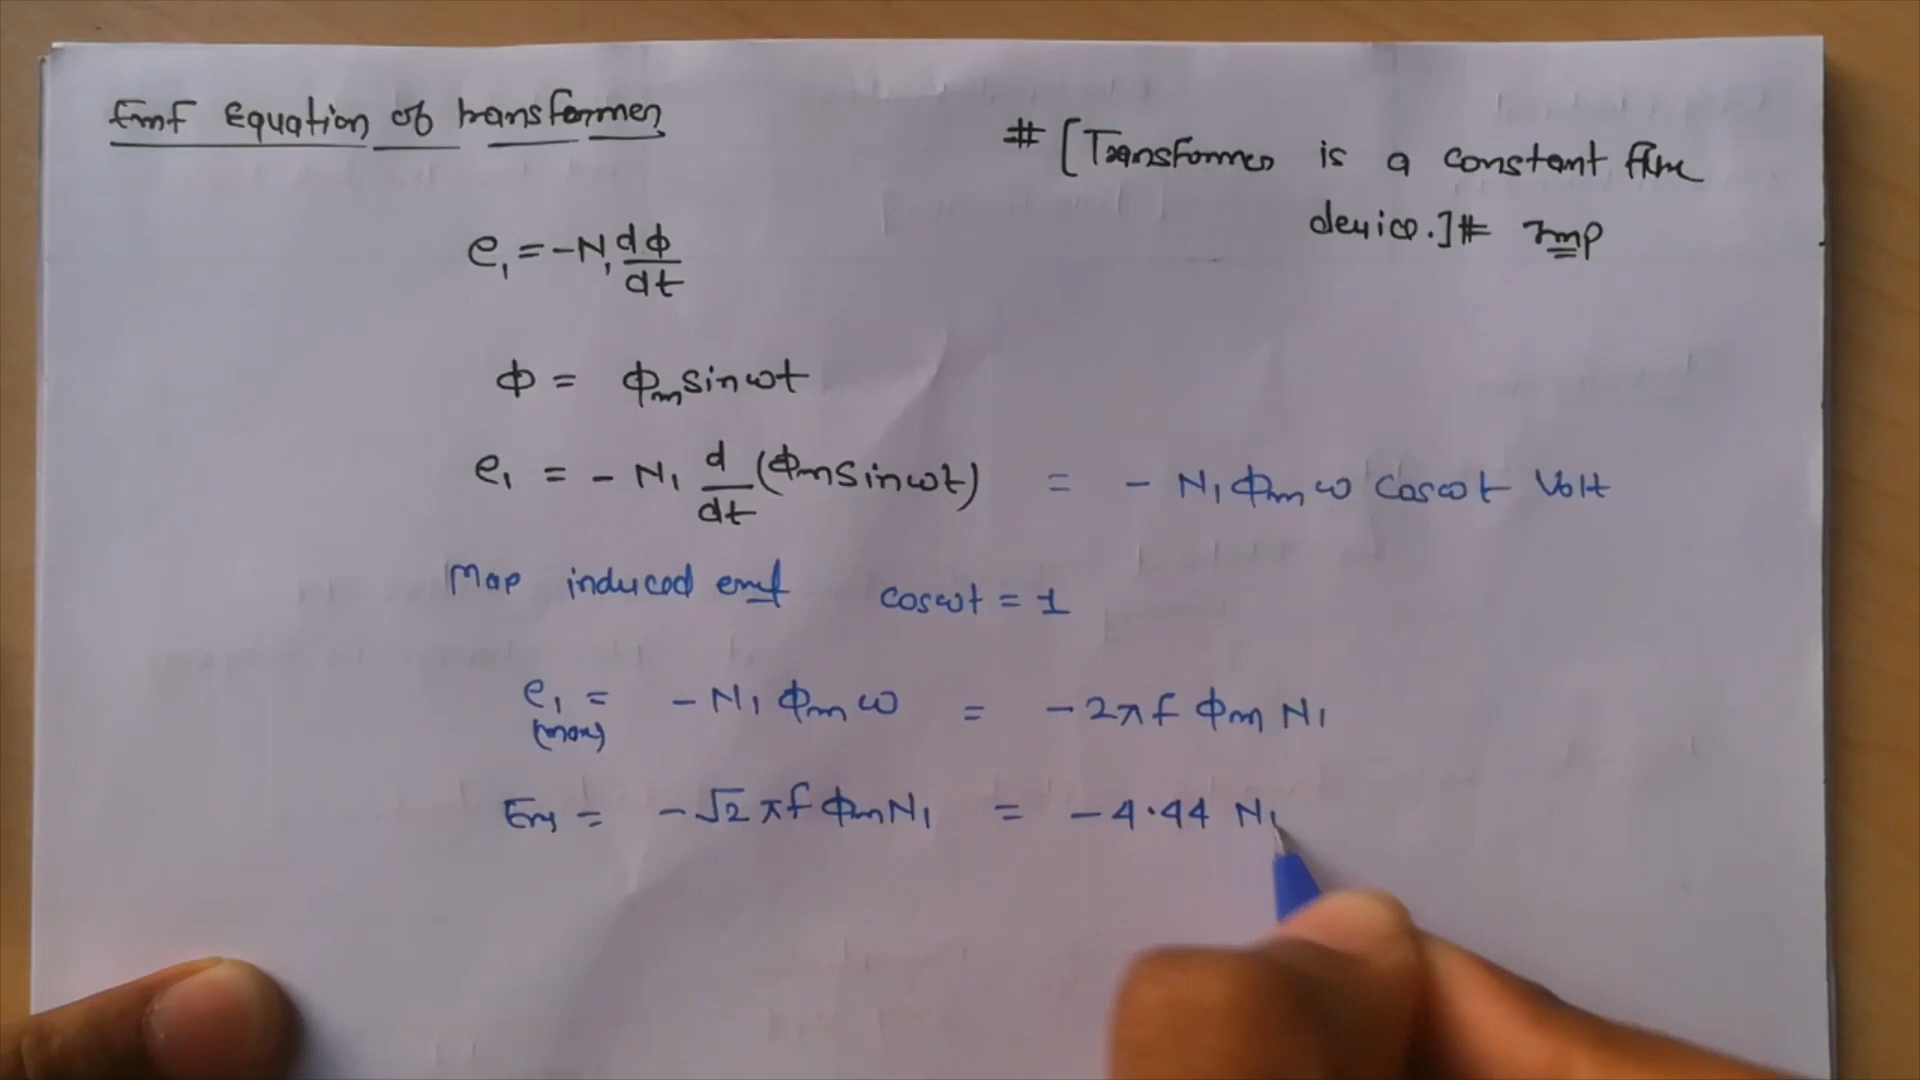 Emf Equation of transformer
# [Transformer is a constant flux
device.]# Imp
e₁ = -N₁ dϕ/dt
ϕ = ϕm sinωt
e₁ = - N₁ d/dt (ϕm sinωt) = - N₁ ϕm ω cosωt Volt
Max induced emf cosωt = 1
e₁ (max) = - N₁ ϕm ω = -2πf ϕm N₁
Erms = -√2 πf ϕm N₁ = -4.44 N₁